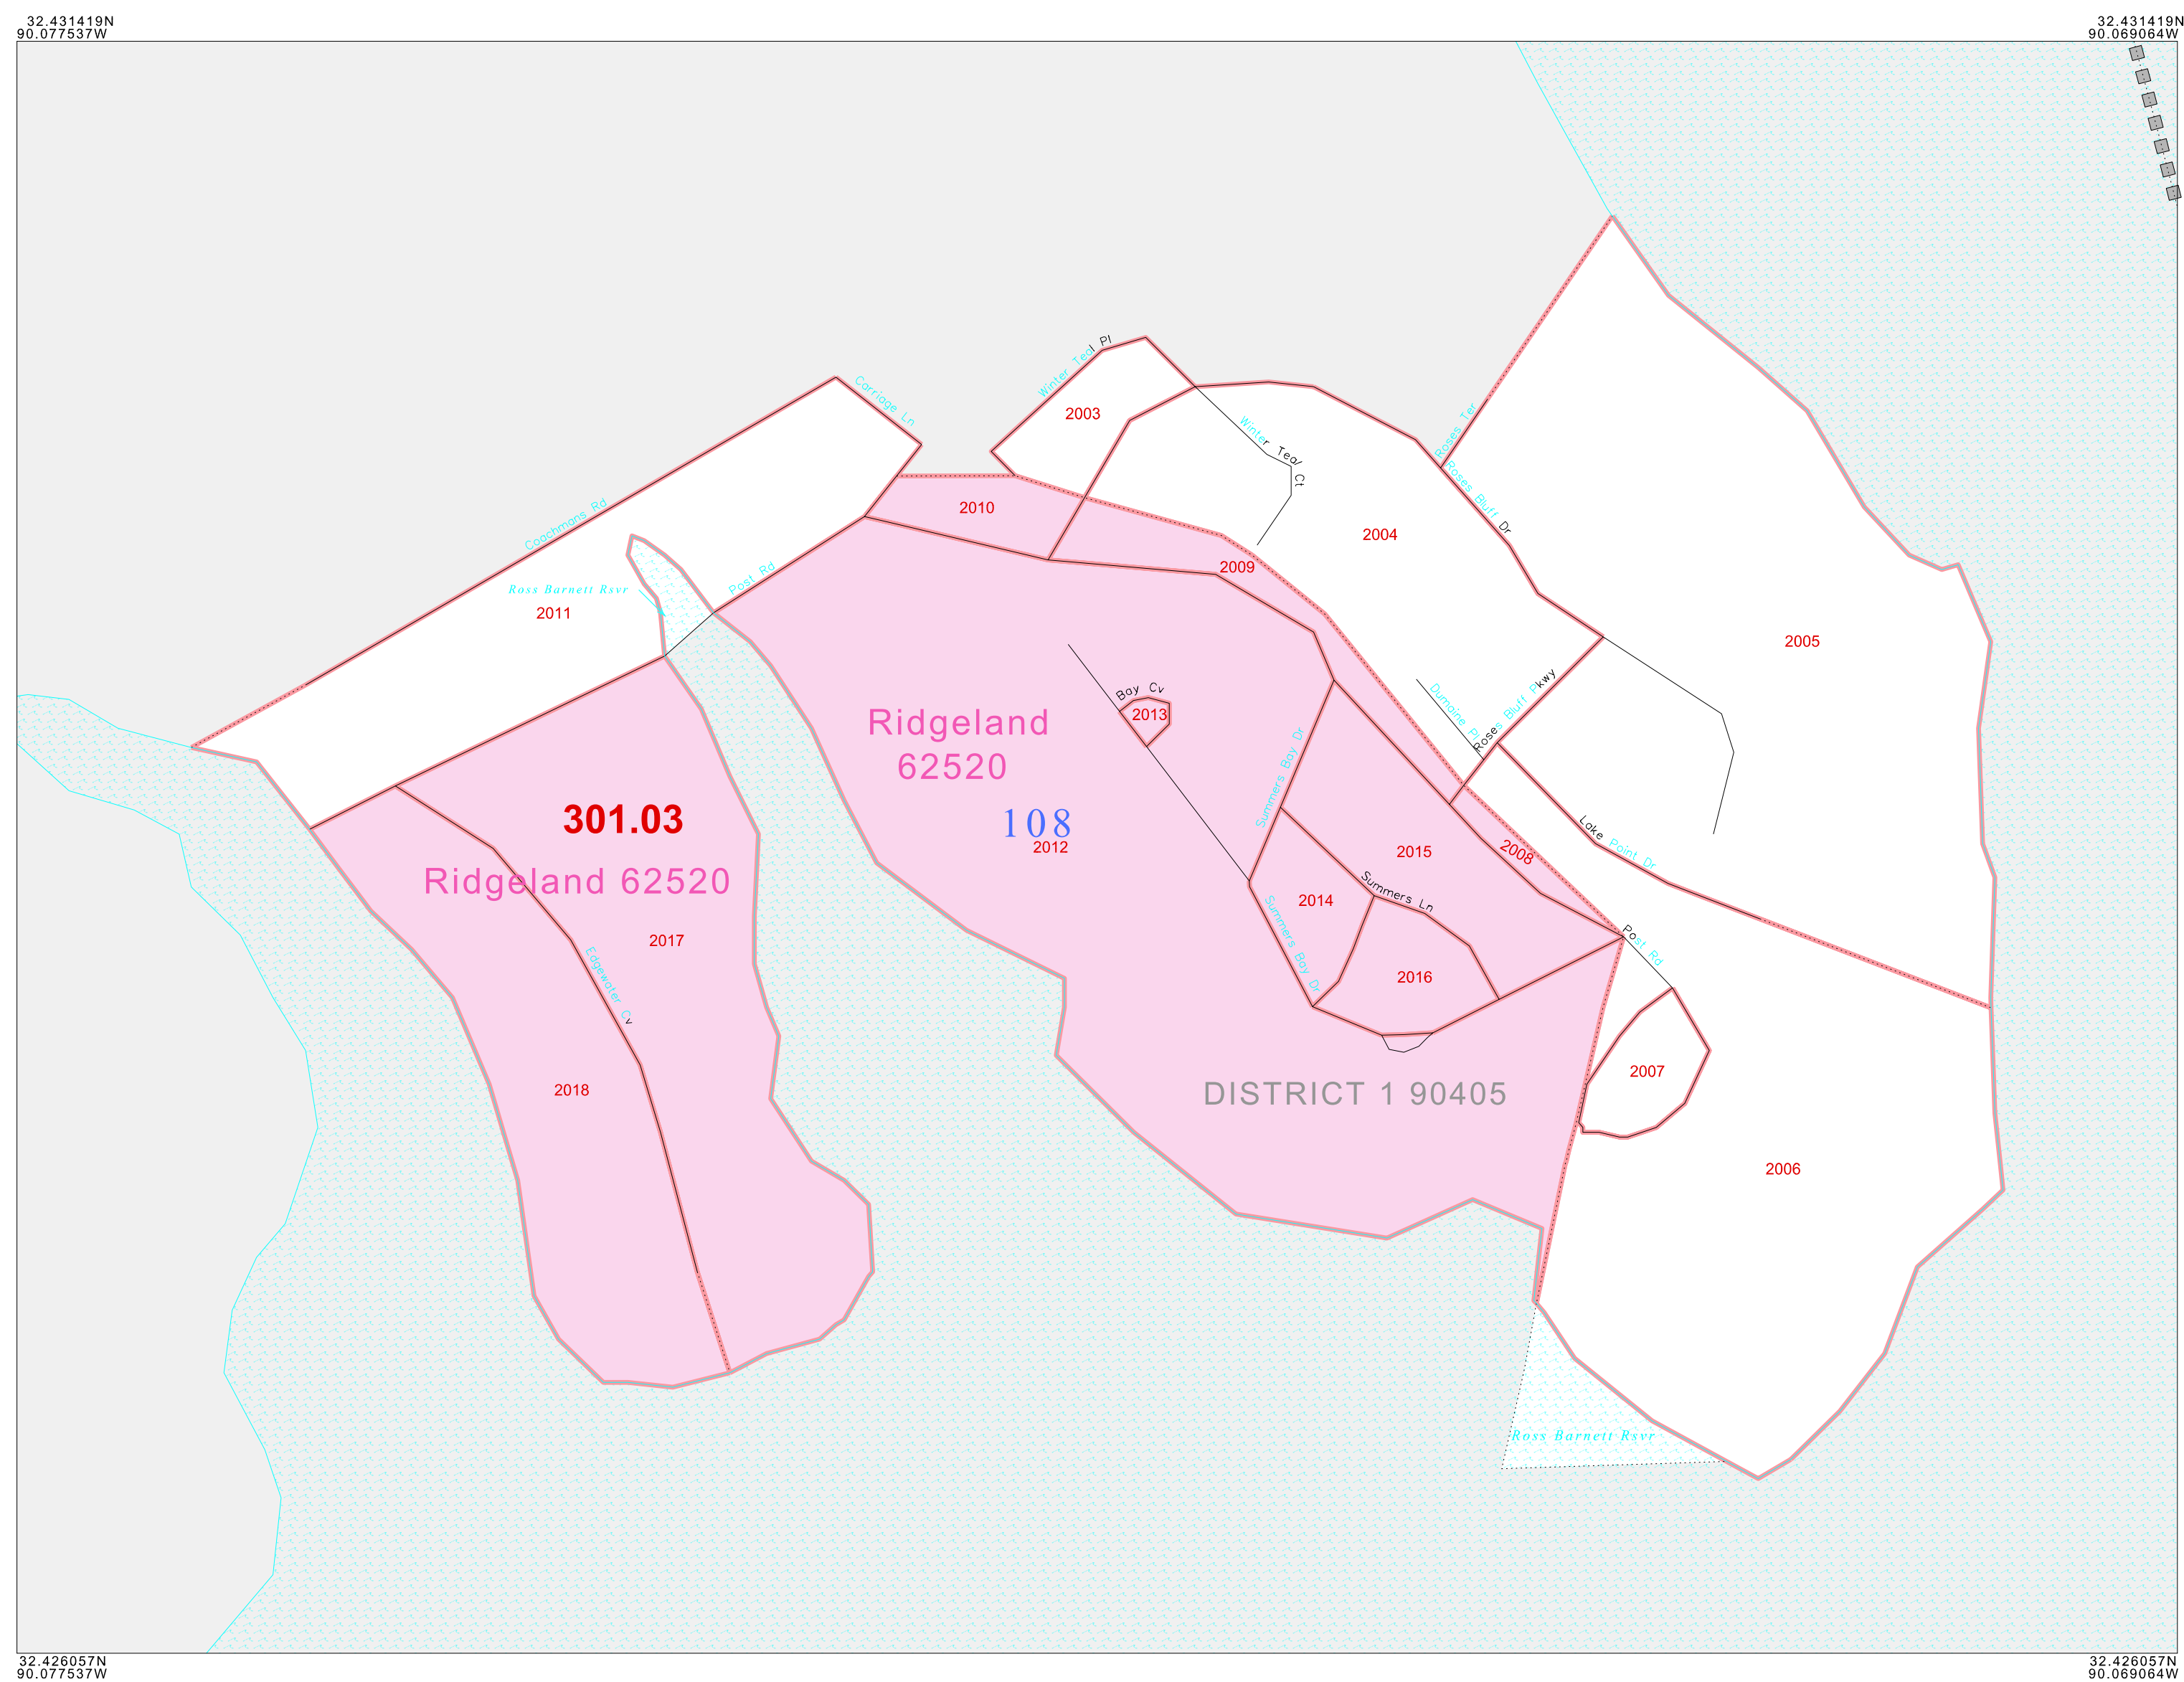 32.431419N
90.077537W
32.431419N
90.069064W
Winter Teal Pl
Carriage Ln
2003
Roses Ter
Winter Teal Ct
Roses Bluff Dr
2010
Coachmans Rd
2004
2009
Post Rd
Ross Barnett Rsvr
2011
2005
Bay Cv
Dumaine Pl
Roses Bluff Pkwy
2013
Ridgeland
62520
Summers Bay Dr
301.03
108
2012
2015
2008
Lake Point Dr
Ridgeland 62520
Summers Ln
2014
Summers Bay Dr
2017
Post Rd
Edgewater Cv
2016
2007
2018
DISTRICT 1 90405
2006
Ross Barnett Rsvr
32.426057N
90.077537W
32.426057N
90.069064W